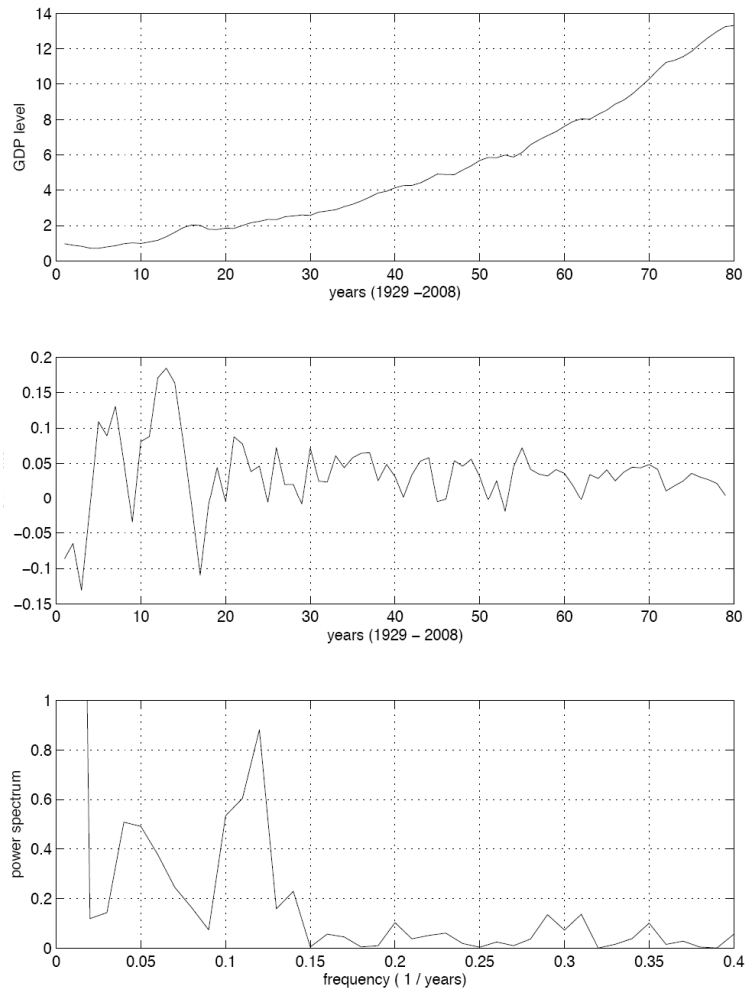 14
12
10
8
6
4
2
0
GDP level
0 10 20 30 40 50 60 70 80
years (1929 −2008)
0.2
0.15
0.1
0.05
0
−0.05
−0.1
−0.15
0 10 20 30 40 50 60 70 80
years (1929 − 2008)
1
0.8
0.6
0.4
0.2
0
power spectrum
0 0.05 0.1 0.15 0.2 0.25 0.3 0.35 0.4
frequency ( 1 / years)